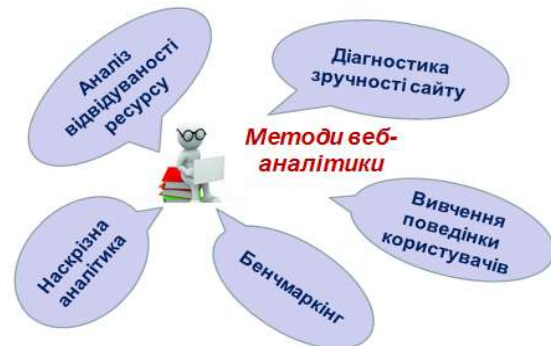 Аналіз
відвідуваності
ресурсу
Діагностика
зручності сайту
Методи веб-
аналітики
Вивчення
поведінки
користувачів
Наскрізна
аналітика
Бенчмаркінг